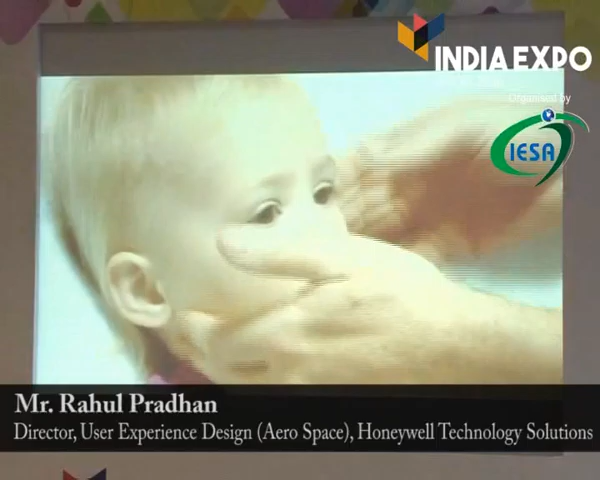 INDIA EXPO
Organised by
IESA
Mr. Rahul Pradhan
Director, User Experience Design (Aero Space), Honeywell Technology Solutions